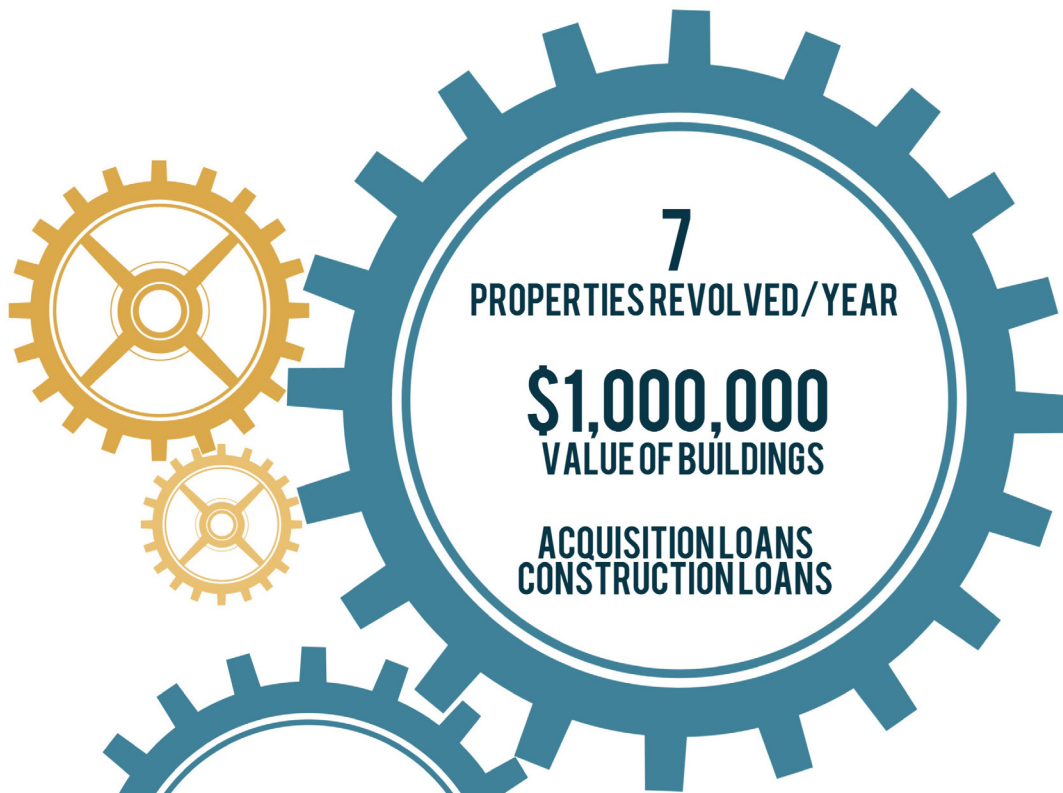 7
PROPERTIES REVOLVED/YEAR
$1,000,000
VALUE OF BUILDINGS
ACQUISITION LOANS
CONSTRUCTION LOANS